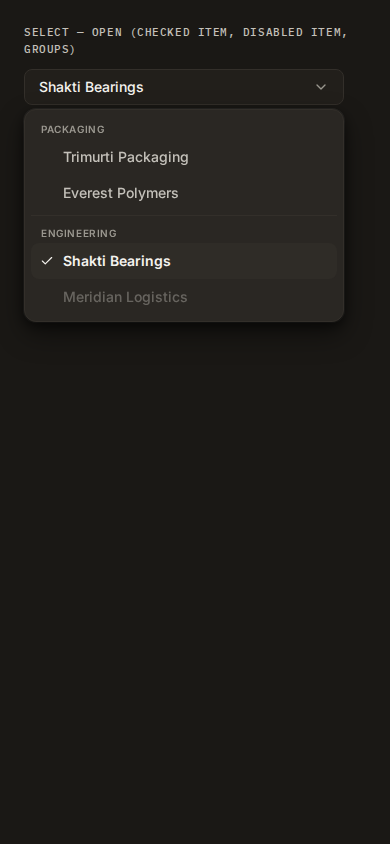 SELECT — OPEN (CHECKED ITEM, DISABLED ITEM,
GROUPS)
Shakti Bearings
PACKAGING
Trimurti Packaging
Everest Polymers
ENGINEERING
Shakti Bearings
Meridian Logistics